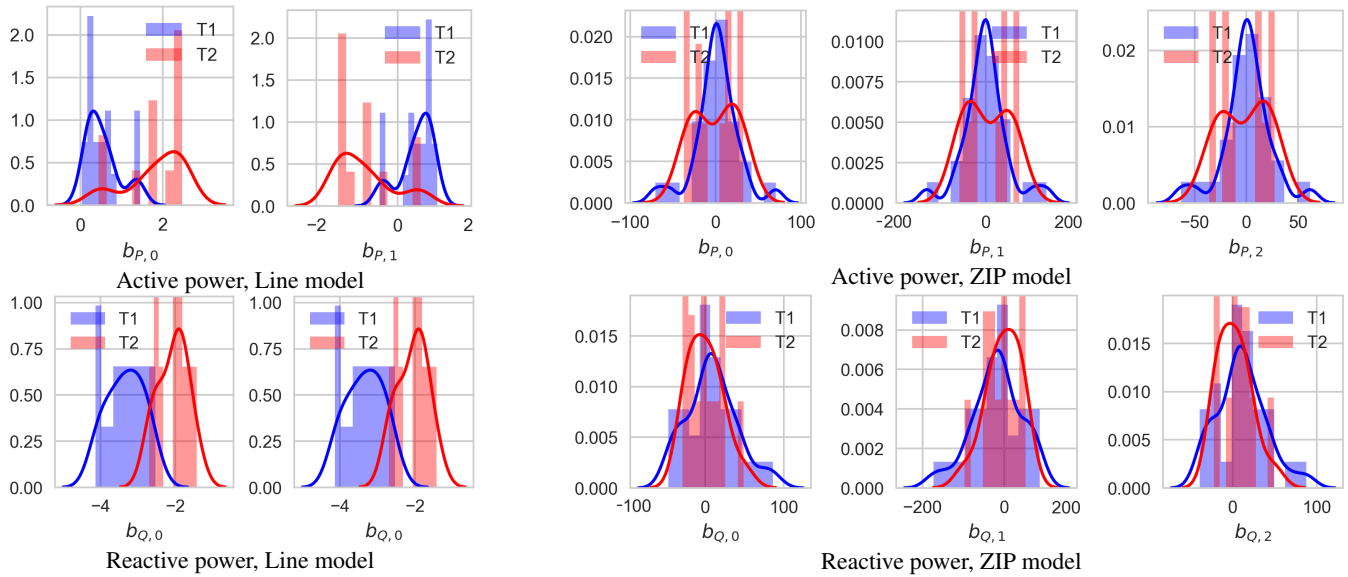 T1
T2
2.0
1.5
1.0
0.5
0.0
0
2
b_{P, 0}
T1
T2
2.0
1.5
1.0
0.5
0.0
−2
0
2
b_{P, 1}
Active power, Line model
T1
T2
0.020
0.015
0.010
0.005
0.000
−100
0
100
b_{P, 0}
T1
T2
0.0100
0.0075
0.0050
0.0025
0.0000
−200
0
200
b_{P, 1}
T1
T2
0.02
0.01
0.00
−50
0
50
b_{P, 2}
Active power, ZIP model
T1
T2
1.00
0.75
0.50
0.25
0.00
−4
−2
b_{Q, 0}
T1
T2
1.00
0.75
0.50
0.25
0.00
−4
−2
b_{Q, 0}
Reactive power, Line model
T1
T2
0.015
0.010
0.005
0.000
−100
0
100
b_{Q, 0}
T1
T2
0.008
0.006
0.004
0.002
0.000
−200
0
200
b_{Q, 1}
T1
T2
0.015
0.010
0.005
0.000
0
100
b_{Q, 2}
Reactive power, ZIP model